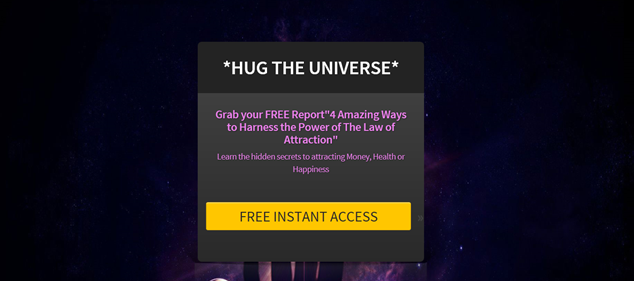 *HUG THE UNIVERSE*
Grab your FREE Report"4 Amazing Ways
to Harness the Power of The Law of
Attraction"
Learn the hidden secrets to attracting Money, Health or
Happiness
FREE INSTANT ACCESS